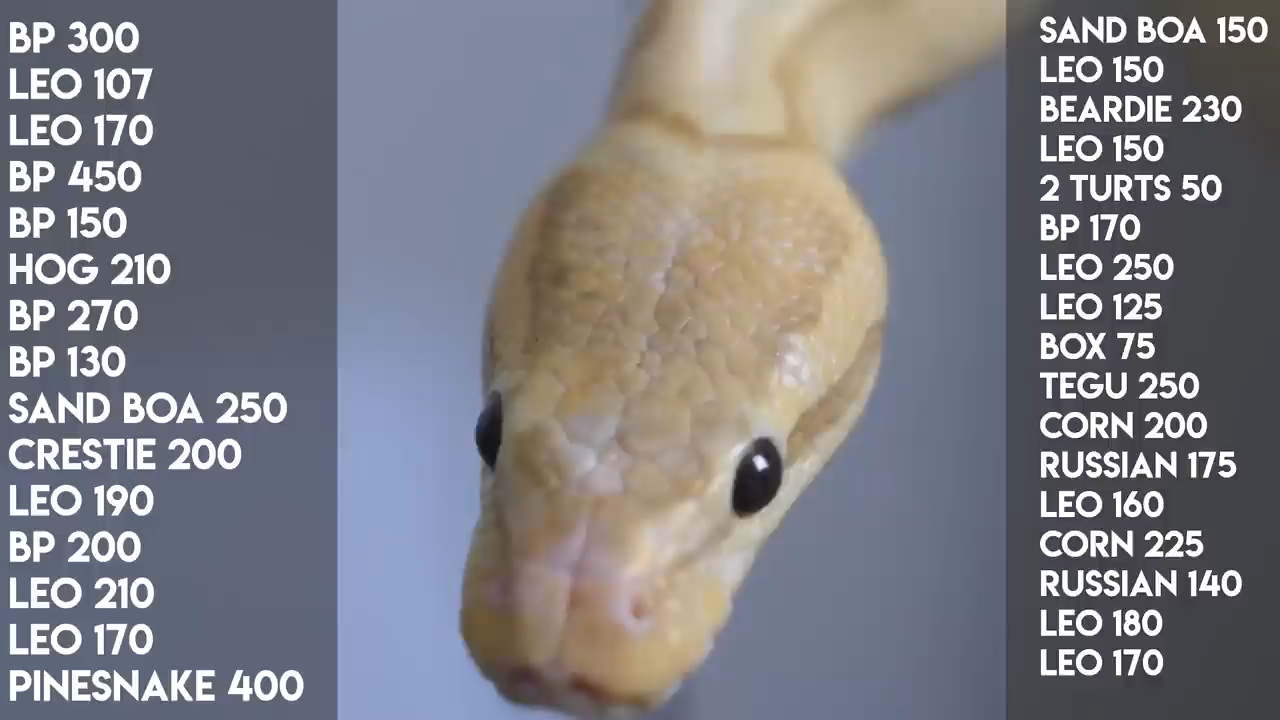 BP 300
LEO 107
LEO 170
BP 450
BP 150
HOG 210
BP 270
BP 130
SAND BOA 250
CRESTIE 200
LEO 190
BP 200
LEO 210
LEO 170
PINESNAKE 400
SAND BOA 150
LEO 150
BEARDIE 230
LEO 150
2 TURTS 50
BP 170
LEO 250
LEO 125
BOX 75
TEGU 250
CORN 200
RUSSIAN 175
LEO 160
CORN 225
RUSSIAN 140
LEO 180
LEO 170